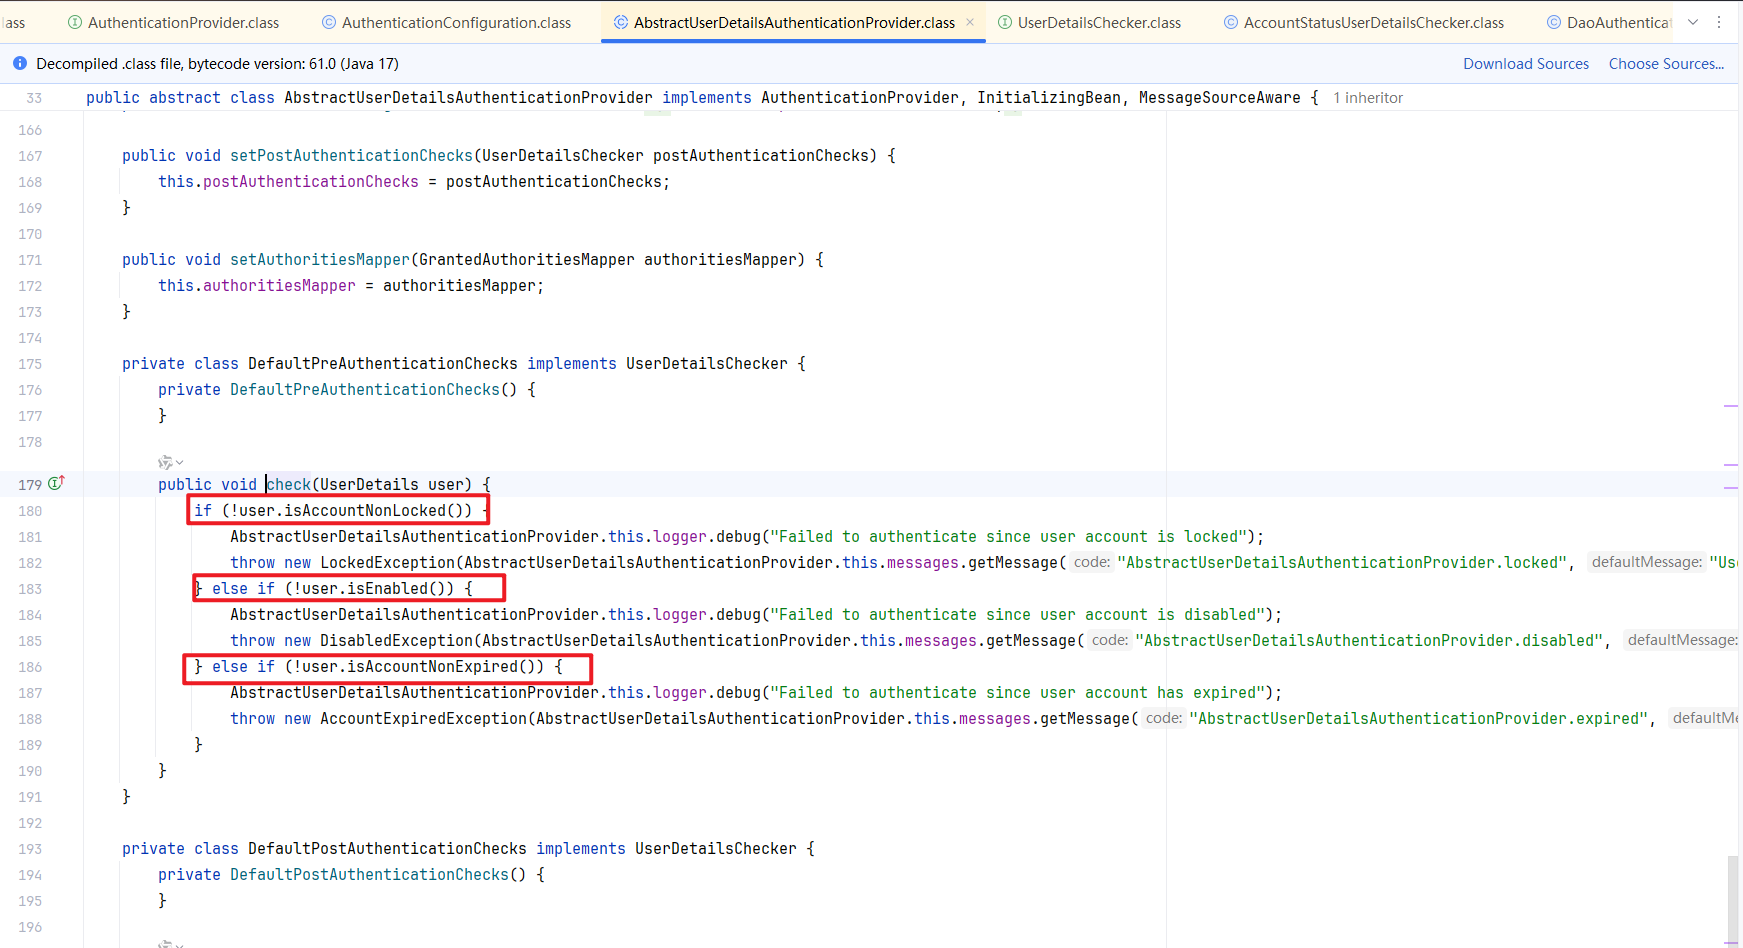 lass AuthenticationProvider.class AuthenticationConfiguration.class AbstractUserDetailsAuthenticationProvider.class × UserDetailsChecker.class AccountStatusUserDetailsChecker.class DaoAuthenticat
Decompiled .class file, bytecode version: 61.0 (Java 17) Download Sources Choose Sources...
33 public abstract class AbstractUserDetailsAuthenticationProvider implements AuthenticationProvider, InitializingBean, MessageSourceAware { 1 inheritor
166
167 public void setPostAuthenticationChecks(UserDetailsChecker postAuthenticationChecks) {
168 this.postAuthenticationChecks = postAuthenticationChecks;
169 }
170
171 public void setAuthoritiesMapper(GrantedAuthoritiesMapper authoritiesMapper) {
172 this.authoritiesMapper = authoritiesMapper;
173 }
174
175 private class DefaultPreAuthenticationChecks implements UserDetailsChecker {
176 private DefaultPreAuthenticationChecks() {
177 }
178
179 public void check(UserDetails user) {
180 if (!user.isAccountNonLocked()) {
181 AbstractUserDetailsAuthenticationProvider.this.logger.debug("Failed to authenticate since user account is locked");
182 throw new LockedException(AbstractUserDetailsAuthenticationProvider.this.messages.getMessage( code: "AbstractUserDetailsAuthenticationProvider.locked", defaultMessage: "Us
183 } else if (!user.isEnabled()) {
184 AbstractUserDetailsAuthenticationProvider.this.logger.debug("Failed to authenticate since user account is disabled");
185 throw new DisabledException(AbstractUserDetailsAuthenticationProvider.this.messages.getMessage( code: "AbstractUserDetailsAuthenticationProvider.disabled", defaultMessage:
186 } else if (!user.isAccountNonExpired()) {
187 AbstractUserDetailsAuthenticationProvider.this.logger.debug("Failed to authenticate since user account has expired");
188 throw new AccountExpiredException(AbstractUserDetailsAuthenticationProvider.this.messages.getMessage( code: "AbstractUserDetailsAuthenticationProvider.expired", defaultMe
189 }
190 }
191 }
192
193 private class DefaultPostAuthenticationChecks implements UserDetailsChecker {
194 private DefaultPostAuthenticationChecks() {
195 }
196